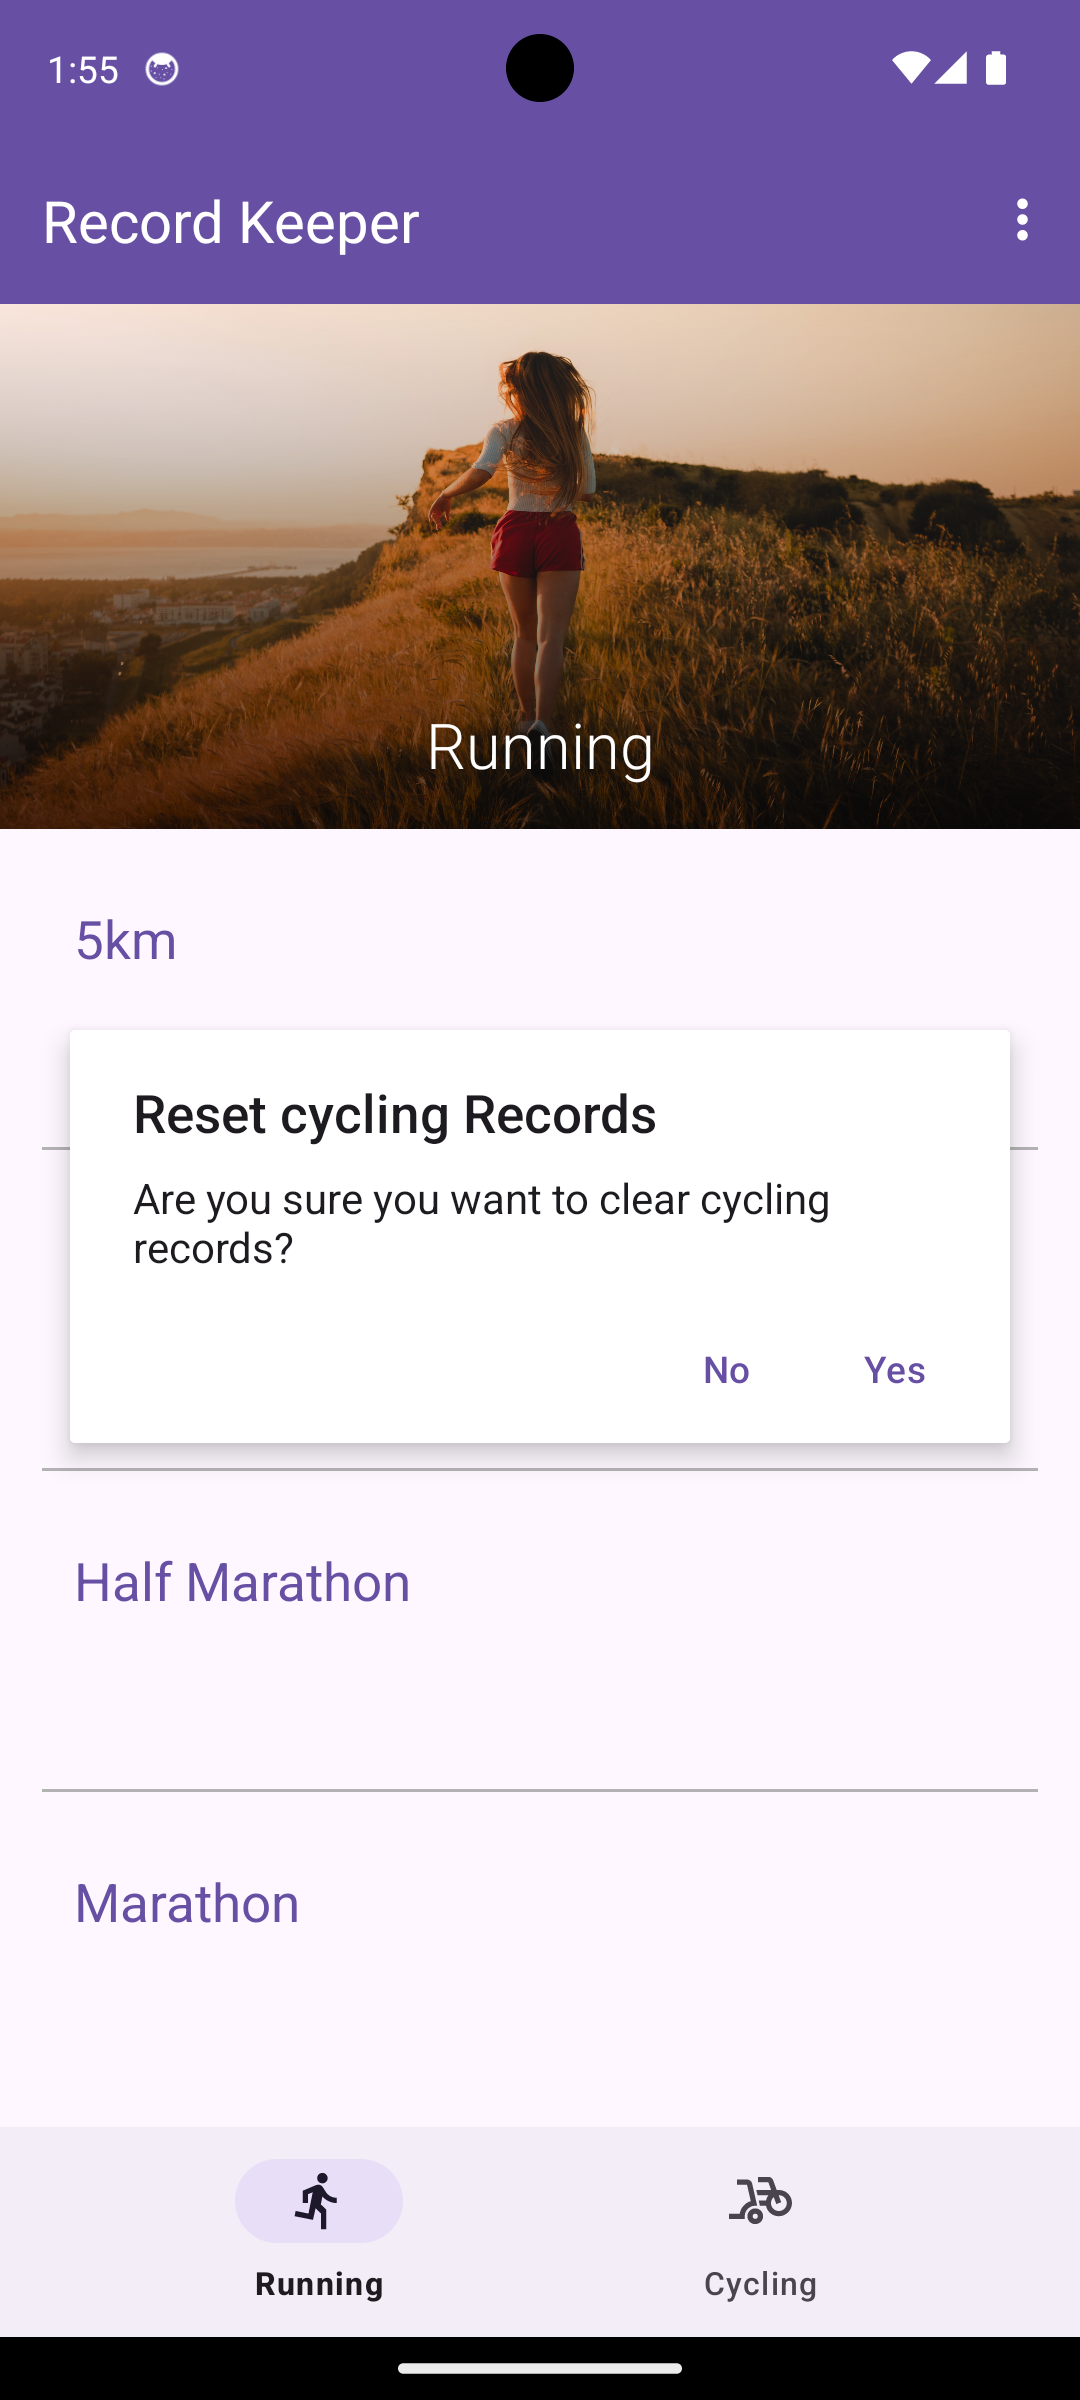 1:55
Record Keeper
Running
5km
Reset cycling Records
Are you sure you want to clear cycling
records?
No Yes
Half Marathon
Marathon
Running Cycling